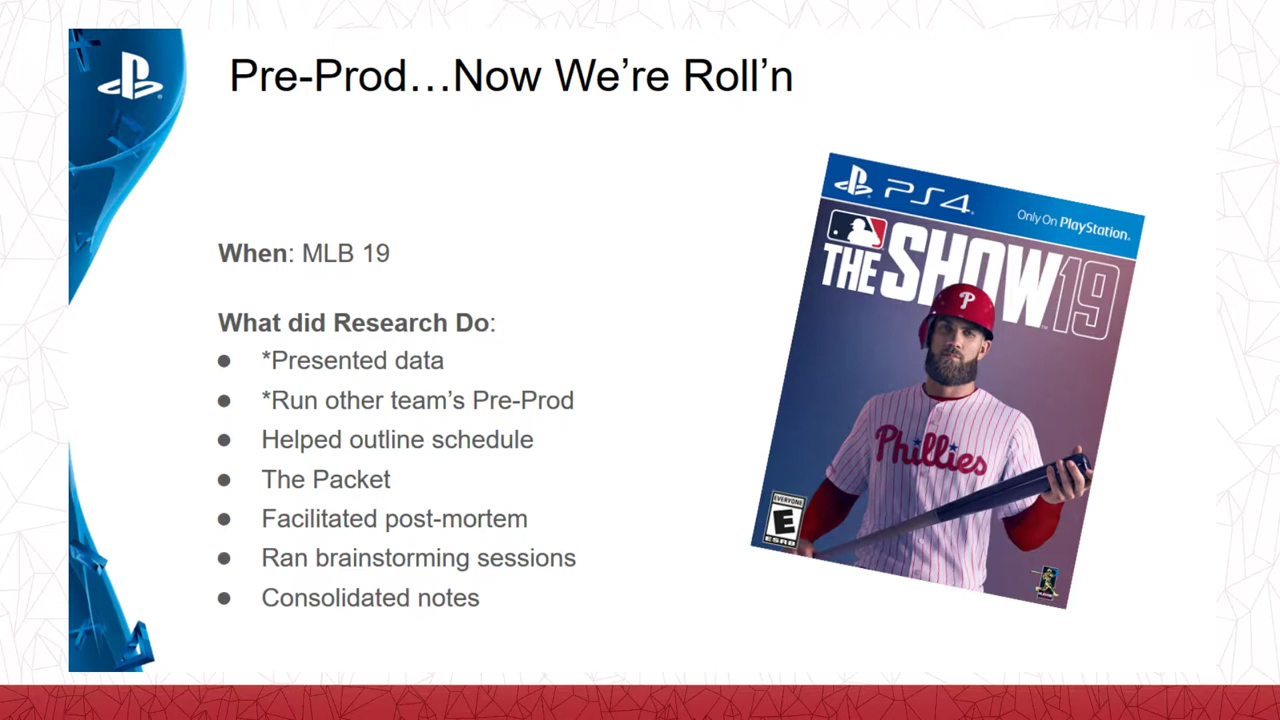 Pre-Prod…Now We’re Roll’n
When: MLB 19
What did Research Do:
● *Presented data
● *Run other team’s Pre-Prod
● Helped outline schedule
● The Packet
● Facilitated post-mortem
● Ran brainstorming sessions
● Consolidated notes
PS4
Only On PlayStation
THE SHOW 19
P
Phillies
EVERYONE
E
ESRB